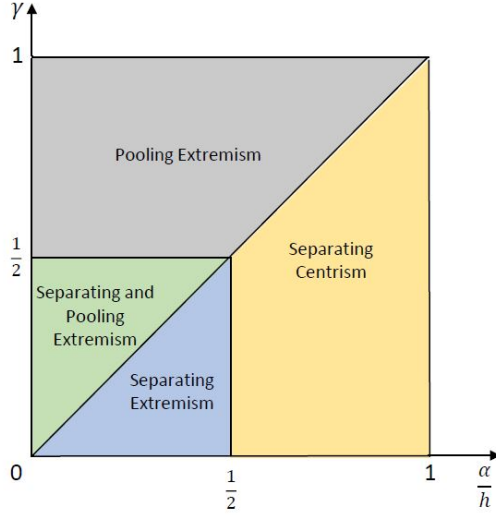 γ
1
Pooling Extremism
1/2
Separating
Centrism
Separating and
Pooling
Extremism
Separating
Extremism
0
1/2
1
α/h